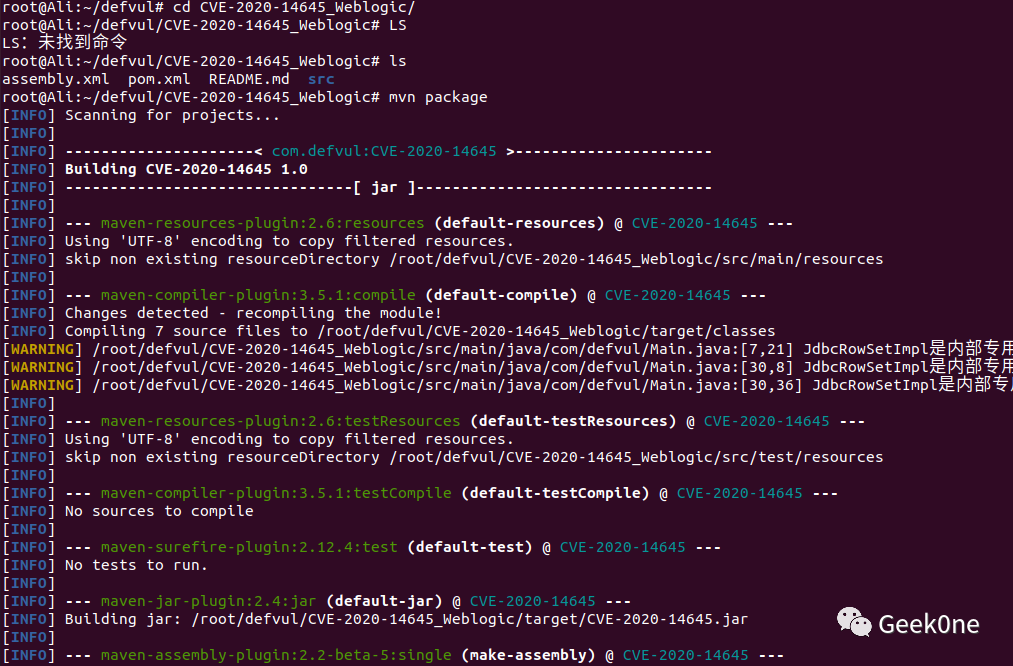 root@Ali:~/defvul# cd CVE-2020-14645_Weblogic/
root@Ali:~/defvul/CVE-2020-14645_Weblogic# LS
LS：未找到命令
root@Ali:~/defvul/CVE-2020-14645_Weblogic# ls
assembly.xml  pom.xml  README.md  src
root@Ali:~/defvul/CVE-2020-14645_Weblogic# mvn package
[INFO] Scanning for projects...
[INFO]
[INFO] ---------------------< com.defvul:CVE-2020-14645 >----------------------
[INFO] Building CVE-2020-14645 1.0
[INFO] --------------------------------[ jar ]---------------------------------
[INFO]
[INFO] --- maven-resources-plugin:2.6:resources (default-resources) @ CVE-2020-14645 ---
[INFO] Using 'UTF-8' encoding to copy filtered resources.
[INFO] skip non existing resourceDirectory /root/defvul/CVE-2020-14645_Weblogic/src/main/resources
[INFO]
[INFO] --- maven-compiler-plugin:3.5.1:compile (default-compile) @ CVE-2020-14645 ---
[INFO] Changes detected - recompiling the module!
[INFO] Compiling 7 source files to /root/defvul/CVE-2020-14645_Weblogic/target/classes
[WARNING] /root/defvul/CVE-2020-14645_Weblogic/src/main/java/com/defvul/Main.java:[7,21] JdbcRowSetImpl是内部专用
[WARNING] /root/defvul/CVE-2020-14645_Weblogic/src/main/java/com/defvul/Main.java:[30,8] JdbcRowSetImpl是内部专用
[WARNING] /root/defvul/CVE-2020-14645_Weblogic/src/main/java/com/defvul/Main.java:[30,36] JdbcRowSetImpl是内部专
[INFO]
[INFO] --- maven-resources-plugin:2.6:testResources (default-testResources) @ CVE-2020-14645 ---
[INFO] Using 'UTF-8' encoding to copy filtered resources.
[INFO] skip non existing resourceDirectory /root/defvul/CVE-2020-14645_Weblogic/src/test/resources
[INFO]
[INFO] --- maven-compiler-plugin:3.5.1:testCompile (default-testCompile) @ CVE-2020-14645 ---
[INFO] No sources to compile
[INFO]
[INFO] --- maven-surefire-plugin:2.12.4:test (default-test) @ CVE-2020-14645 ---
[INFO] No tests to run.
[INFO]
[INFO] --- maven-jar-plugin:2.4:jar (default-jar) @ CVE-2020-14645 ---
[INFO] Building jar: /root/defvul/CVE-2020-14645_Weblogic/target/CVE-2020-14645.jar
[INFO]
[INFO] --- maven-assembly-plugin:2.2-beta-5:single (make-assembly) @ CVE-2020-14645 ---
Geek0ne